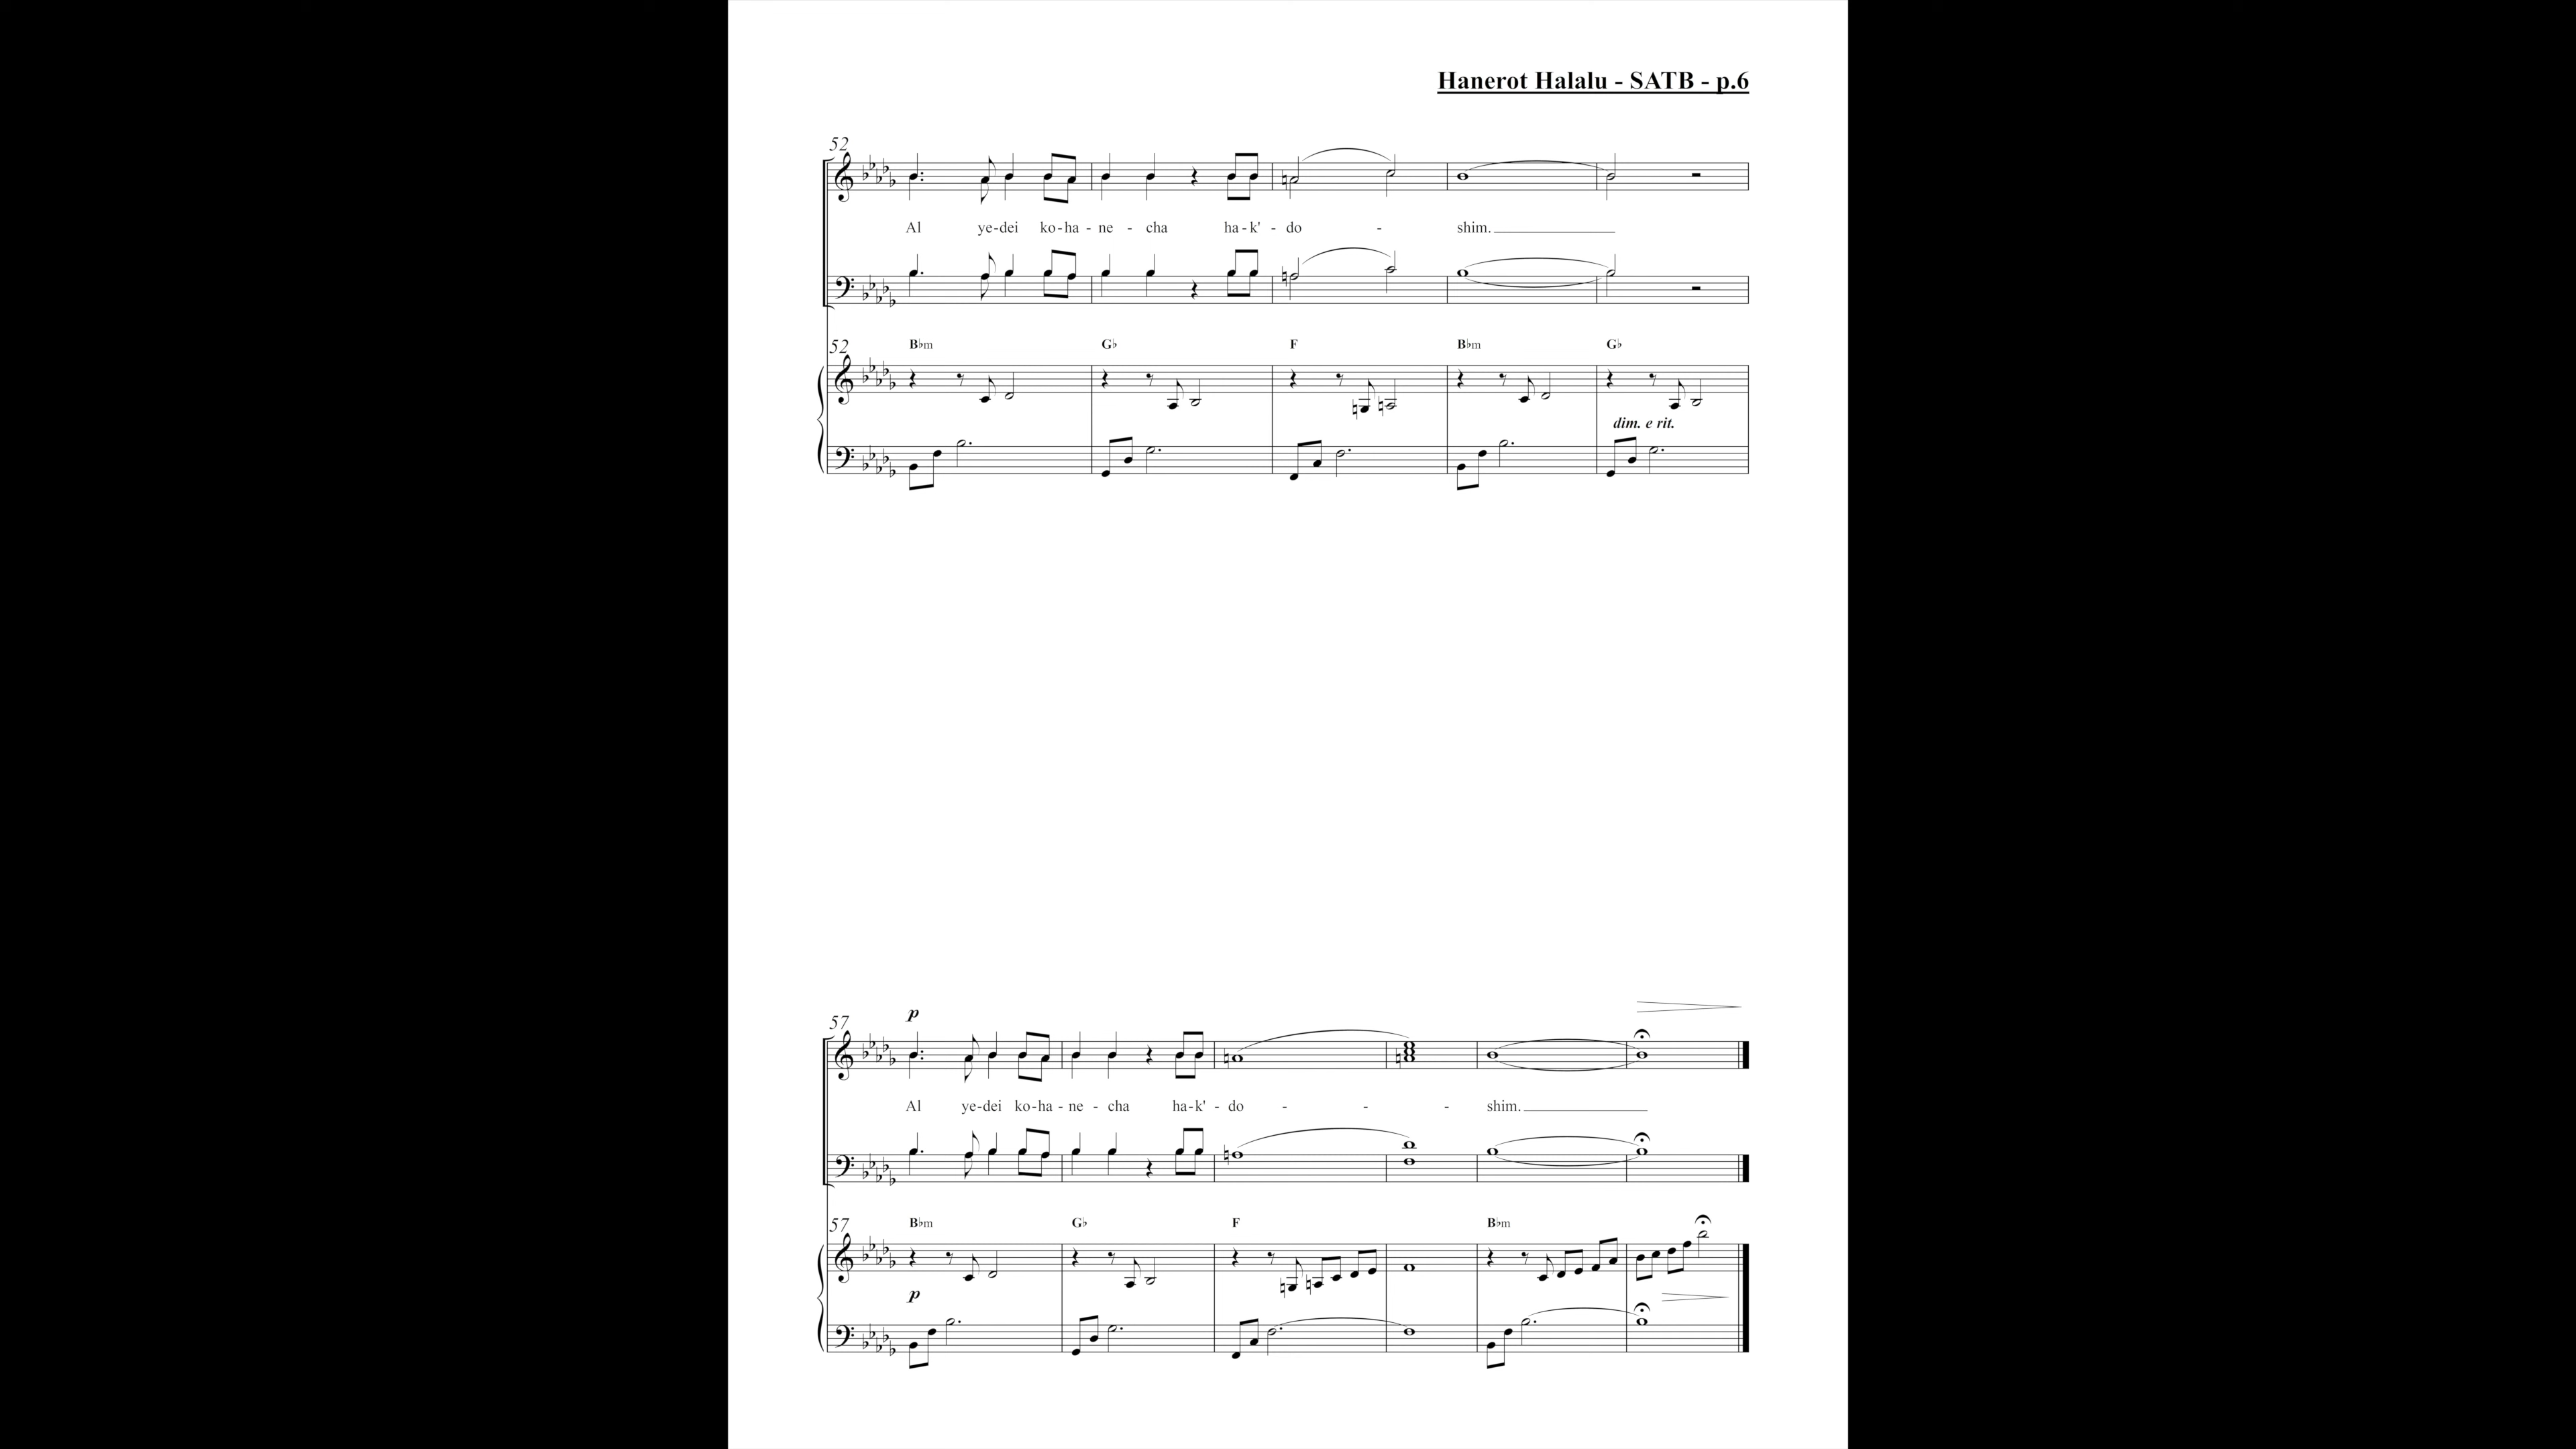 Hanerot Halalu - SATB - p.6
52
Al ye-dei ko-ha - ne - cha ha-k' - do - shim.
52 B♭m G♭ F B♭m G♭
dim. e rit.
p
57
Al ye-dei ko-ha - ne - cha ha-k' - do - - - shim.
57 B♭m G♭ F B♭m
p